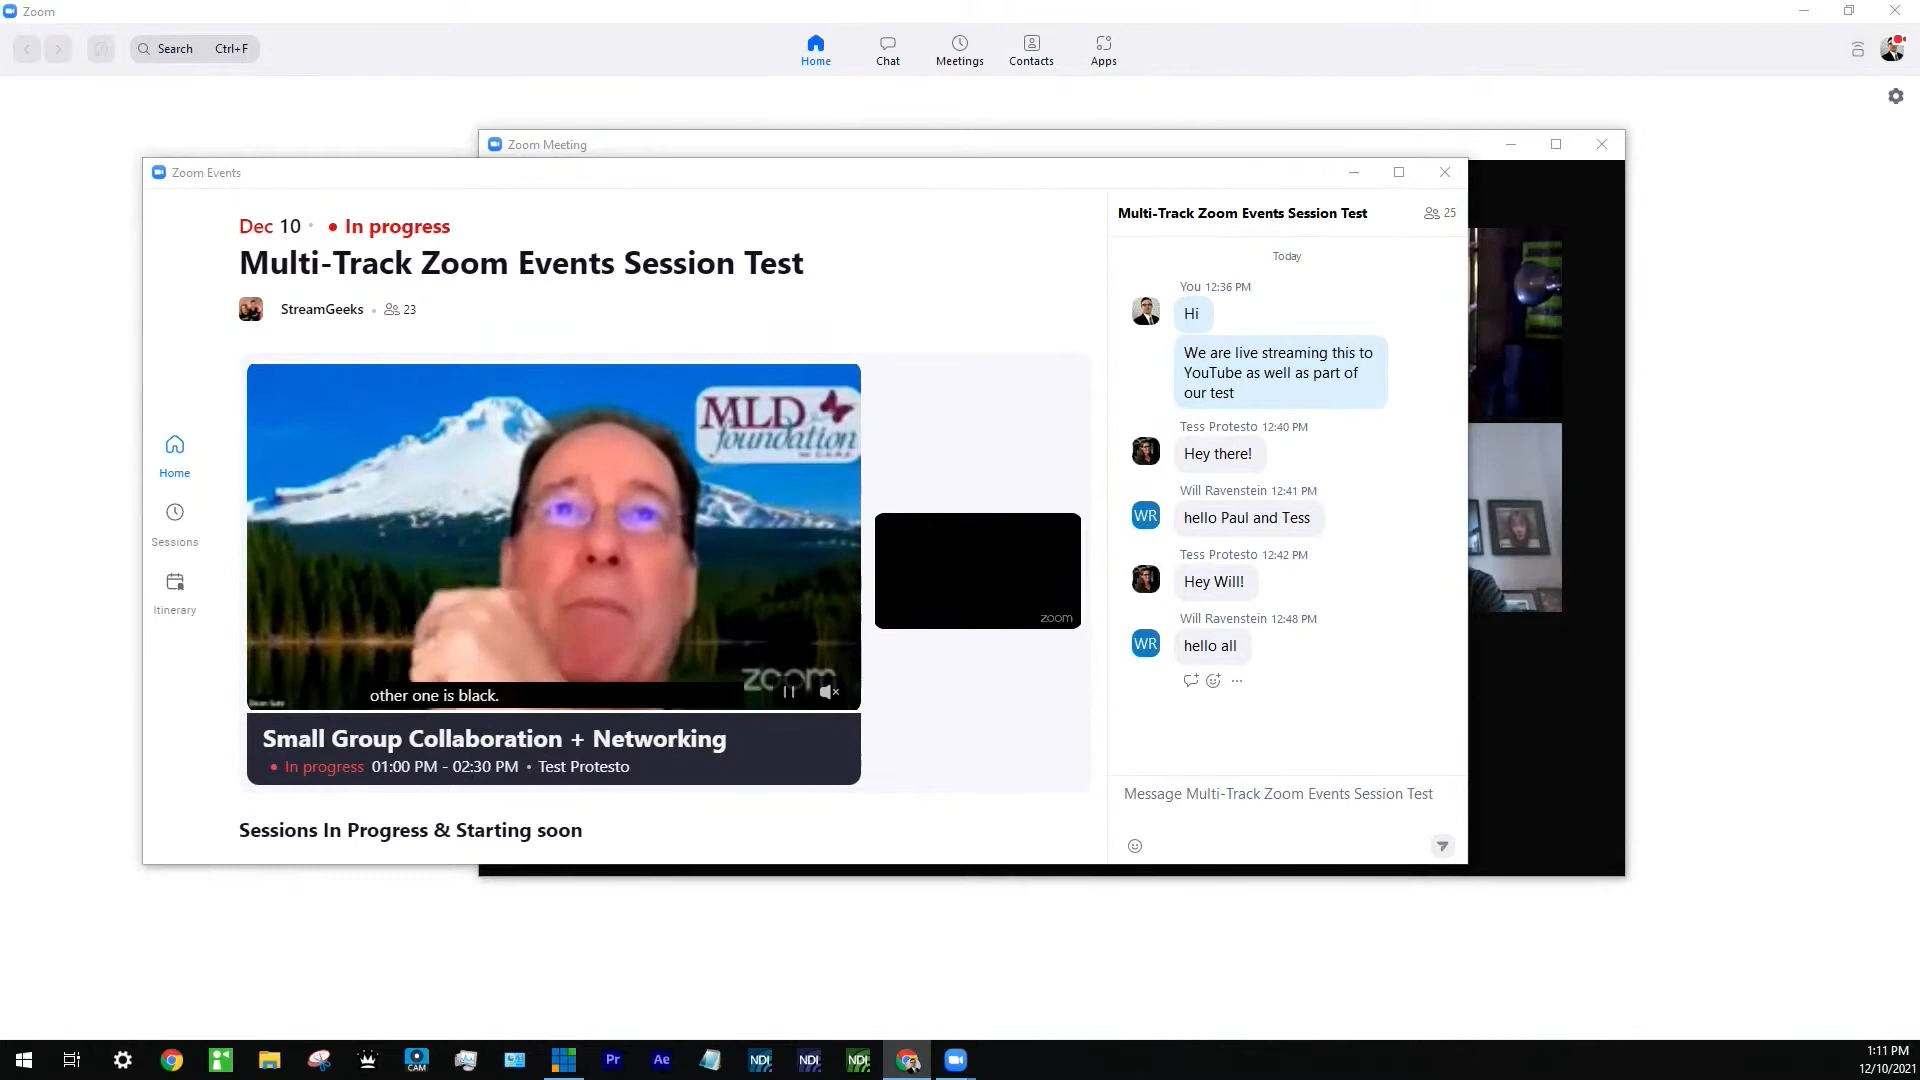 Zoom
Search Ctrl+F
Home
Chat
Meetings
Contacts
Apps
Zoom Meeting
Zoom Events
Dec 10 • In progress
Multi-Track Zoom Events Session Test
StreamGeeks • 23
Home
Sessions
Itinerary
MLD
foundation
zoom
other one is black.
zoom
Small Group Collaboration + Networking
• In progress 01:00 PM - 02:30 PM • Test Protesto
Sessions In Progress & Starting soon
Multi-Track Zoom Events Session Test 25
Today
You 12:36 PM
Hi
We are live streaming this to
YouTube as well as part of
our test
Tess Protesto 12:40 PM
Hey there!
Will Ravenstein 12:41 PM
WR
hello Paul and Tess
Tess Protesto 12:42 PM
Hey Will!
Will Ravenstein 12:48 PM
WR
hello all
Message Multi-Track Zoom Events Session Test
CAM
Pr
Ae
NDI
NDI
NDI
1:11 PM
12/10/2021